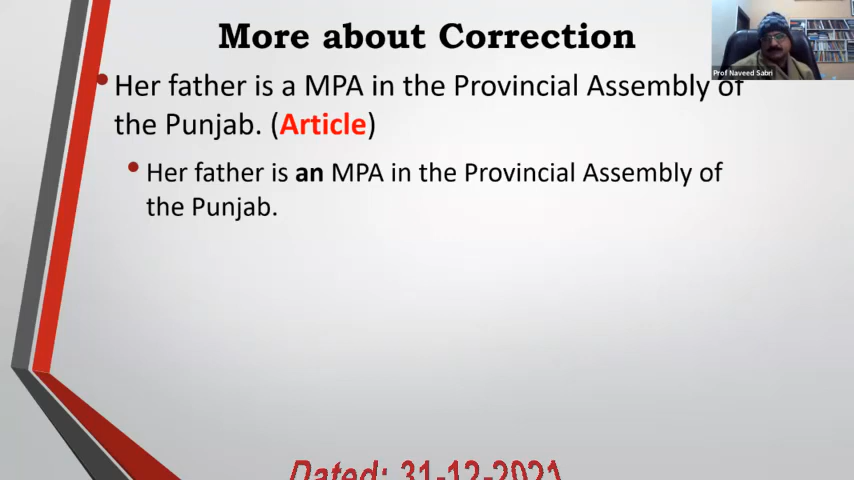 More about Correction
Prof Naveed Sabri
Her father is a MPA in the Provincial Assembly of
the Punjab. (Article)
Her father is an MPA in the Provincial Assembly of
the Punjab.
Dated: 31-12-2021